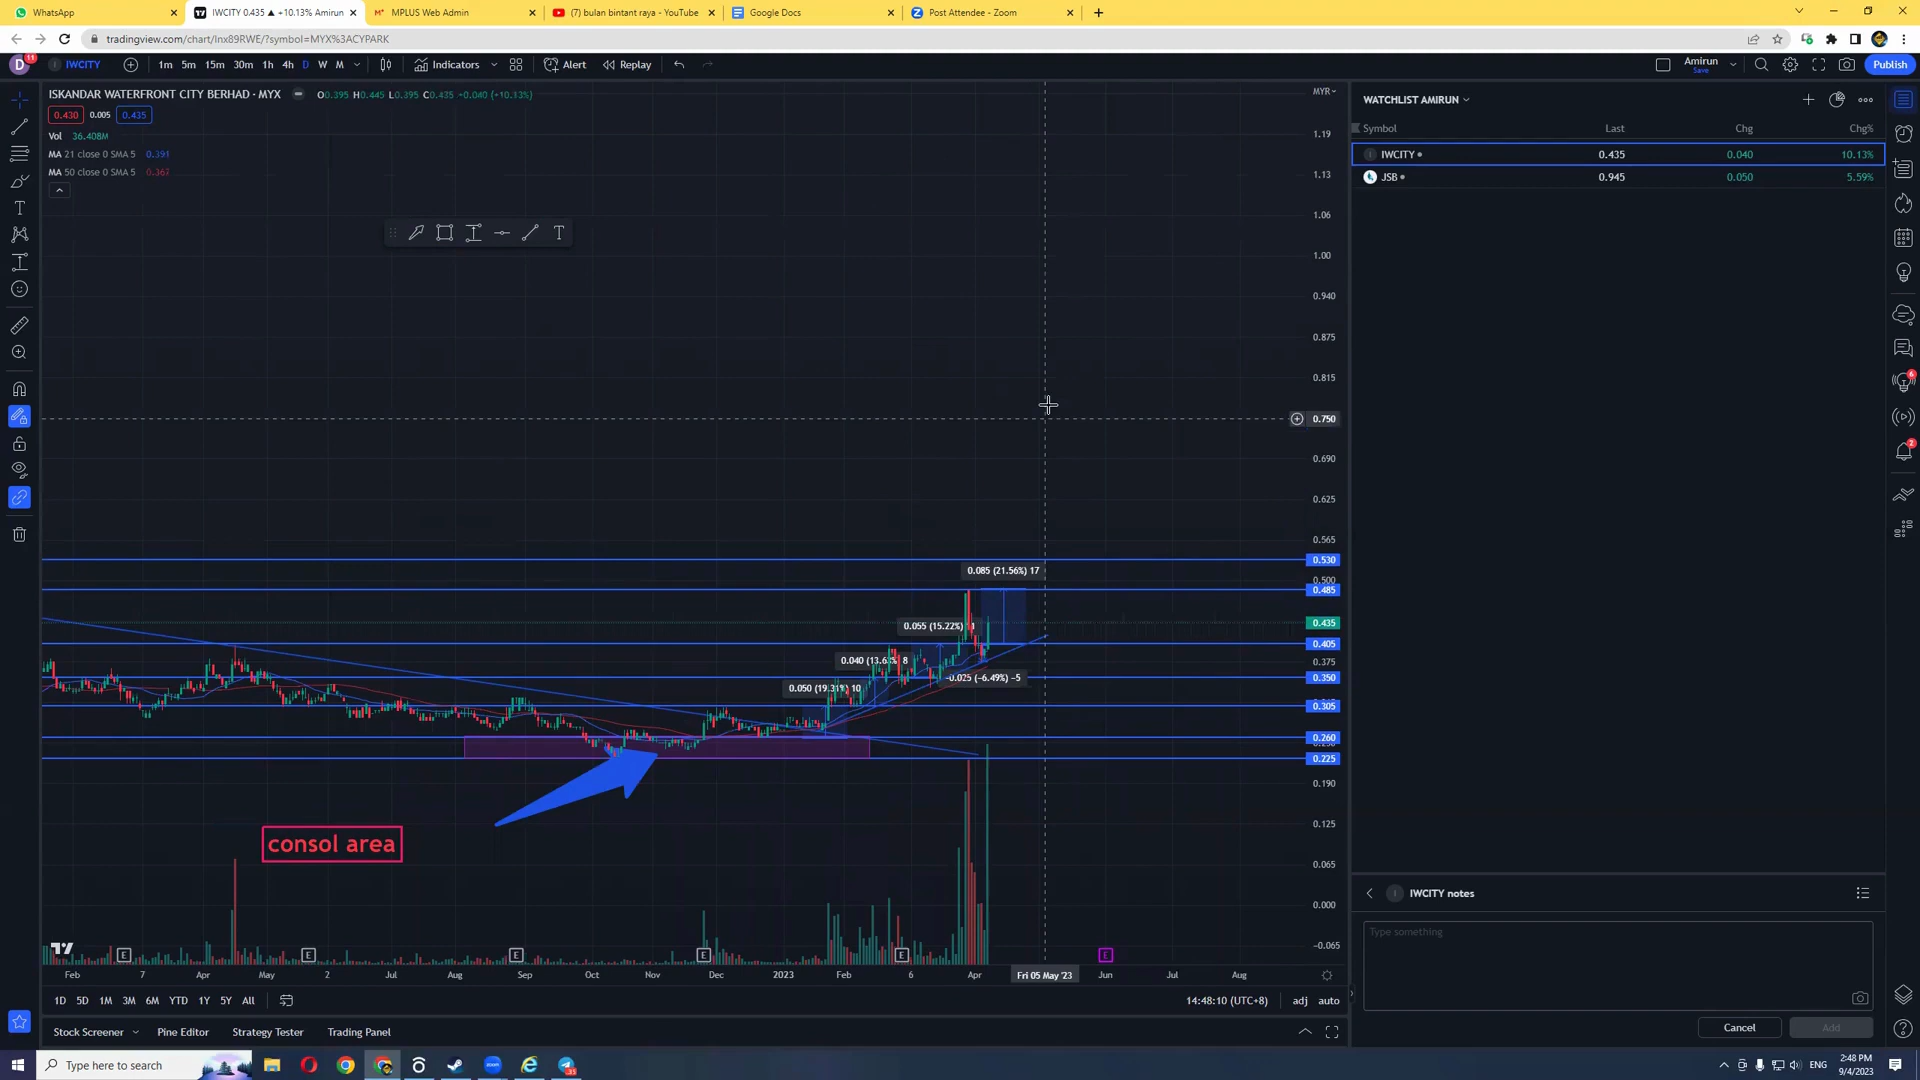 WhatsApp
IWCITY 0.435 ▲ +10.13% Amirun
MPLUS Web Admin
(7) bulan bintant raya - YouTube
Google Docs
Post Attendee - Zoom
tradingview.com/chart/Inx89RWE/?symbol=MYX%3ACYPARK
D 11 IWCITY 1m 5m 15m 30m 1h 4h D W M Indicators Alert Replay Amirun Save Publish
ISKANDAR WATERFRONT CITY BERHAD · MYX O0.395 H0.445 L0.395 C0.435 +0.040 (+10.13%)
0.430 0.005 0.435
Vol 36.408M
MA 21 close 0 SMA 5 0.391
MA 50 close 0 SMA 5 0.367
MYR
1.19
1.13
1.06
1.00
0.940
0.875
0.815
0.750
0.690
0.625
0.565
0.530
0.500
0.485
0.435
0.405
0.375
0.350
0.305
0.260
0.225
0.190
0.125
0.065
0.000
-0.065
0.085 (21.56%) 17
0.055 (15.22%)
0.040 (13.63% 8
-0.025 (-6.49%) -5
0.050 (19.31%) 10
consol area
E E E E E E
Feb 7 Apr May 2 Jul Aug Sep Oct Nov Dec 2023 Feb 6 Apr Fri 05 May '23 Jun Jul Aug
1D 5D 1M 3M 6M YTD 1Y 5Y All 14:48:10 (UTC+8) adj auto
Stock Screener Pine Editor Strategy Tester Trading Panel
WATCHLIST AMIRUN
Symbol Last Chg Chg%
IWCITY 0.435 0.040 10.13%
JSB 0.945 0.050 5.59%
6
2
IWCITY notes
Type something
Cancel Add
Type here to search
zoom
ENG
2:48 PM
9/4/2023